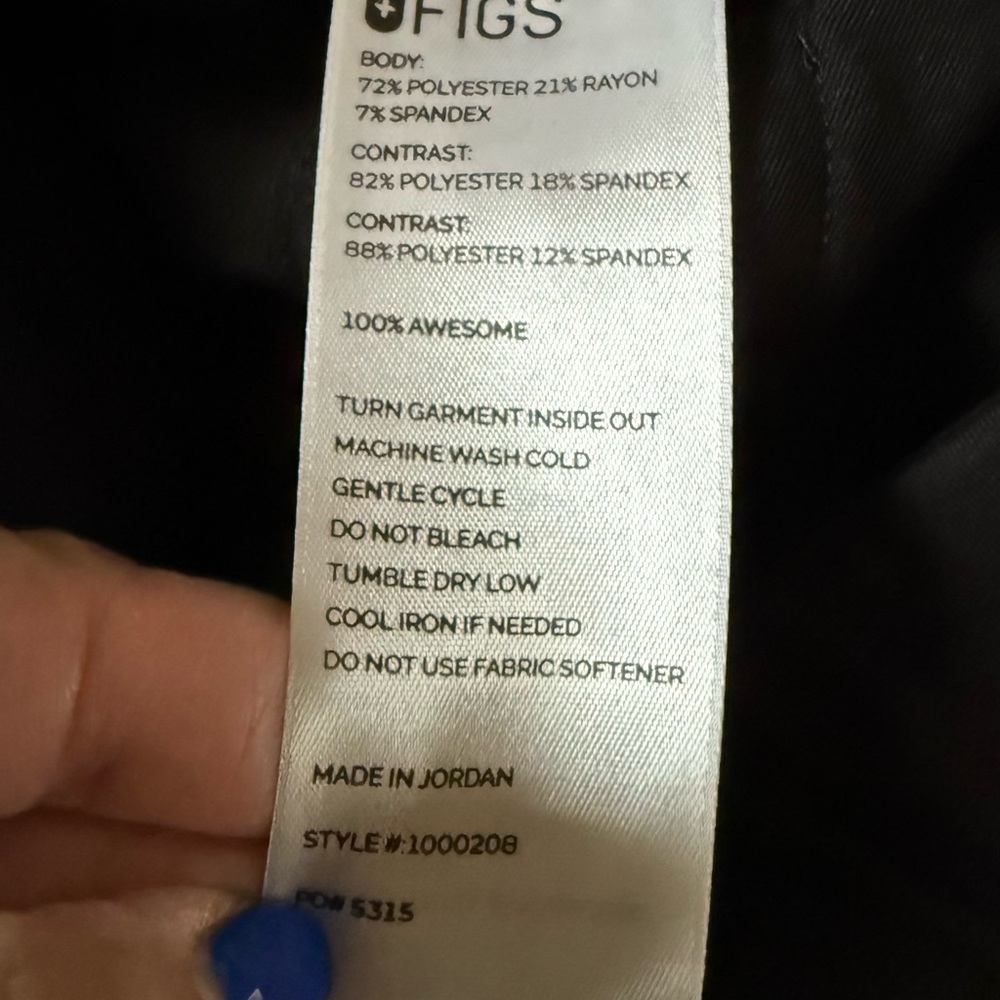 FIGS
BODY:
72% POLYESTER 21% RAYON
7% SPANDEX
CONTRAST:
82% POLYESTER 18% SPANDEX
CONTRAST:
88% POLYESTER 12% SPANDEX
100% AWESOME
TURN GARMENT INSIDE OUT
MACHINE WASH COLD
GENTLE CYCLE
DO NOT BLEACH
TUMBLE DRY LOW
COOL IRON IF NEEDED
DO NOT USE FABRIC SOFTENER
MADE IN JORDAN
STYLE #:1000208
PO# 5315